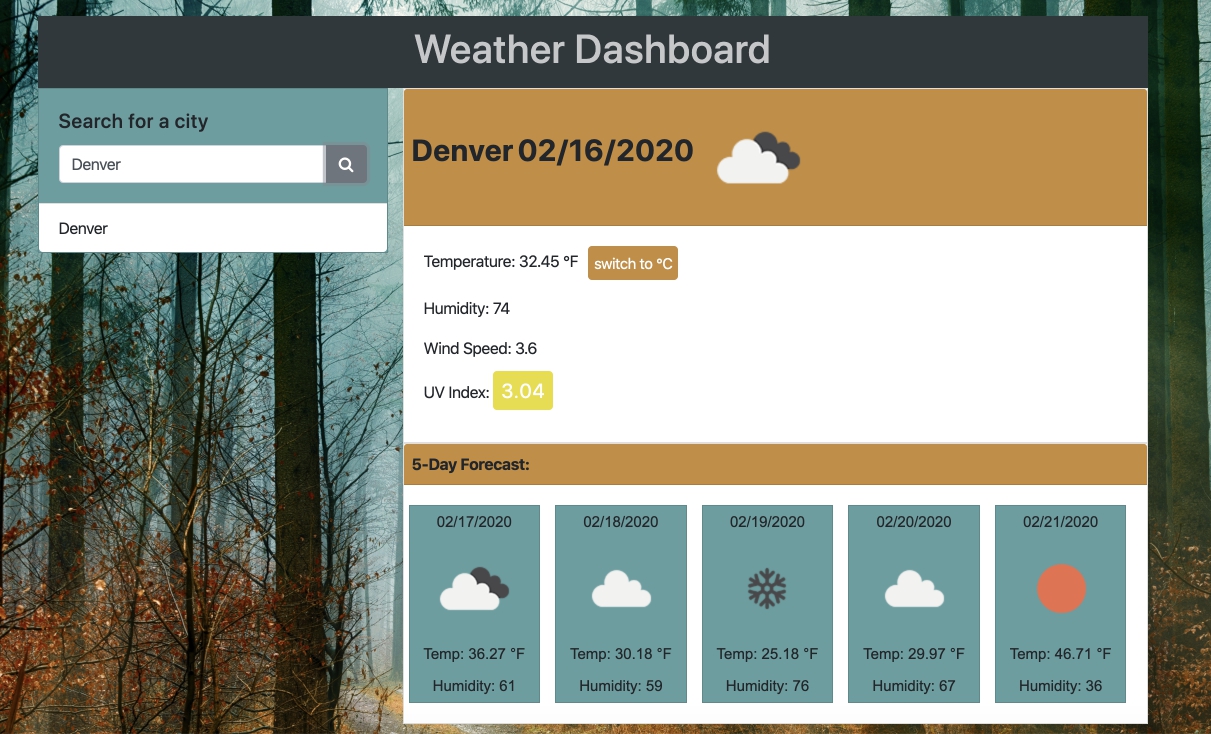 Weather Dashboard
Search for a city
Denver
Denver
Denver 02/16/2020
Temperature: 32.45 °F switch to °C
Humidity: 74
Wind Speed: 3.6
UV Index: 3.04
5-Day Forecast:
02/17/2020
Temp: 36.27 °F
Humidity: 61
02/18/2020
Temp: 30.18 °F
Humidity: 59
02/19/2020
Temp: 25.18 °F
Humidity: 76
02/20/2020
Temp: 29.97 °F
Humidity: 67
02/21/2020
Temp: 46.71 °F
Humidity: 36